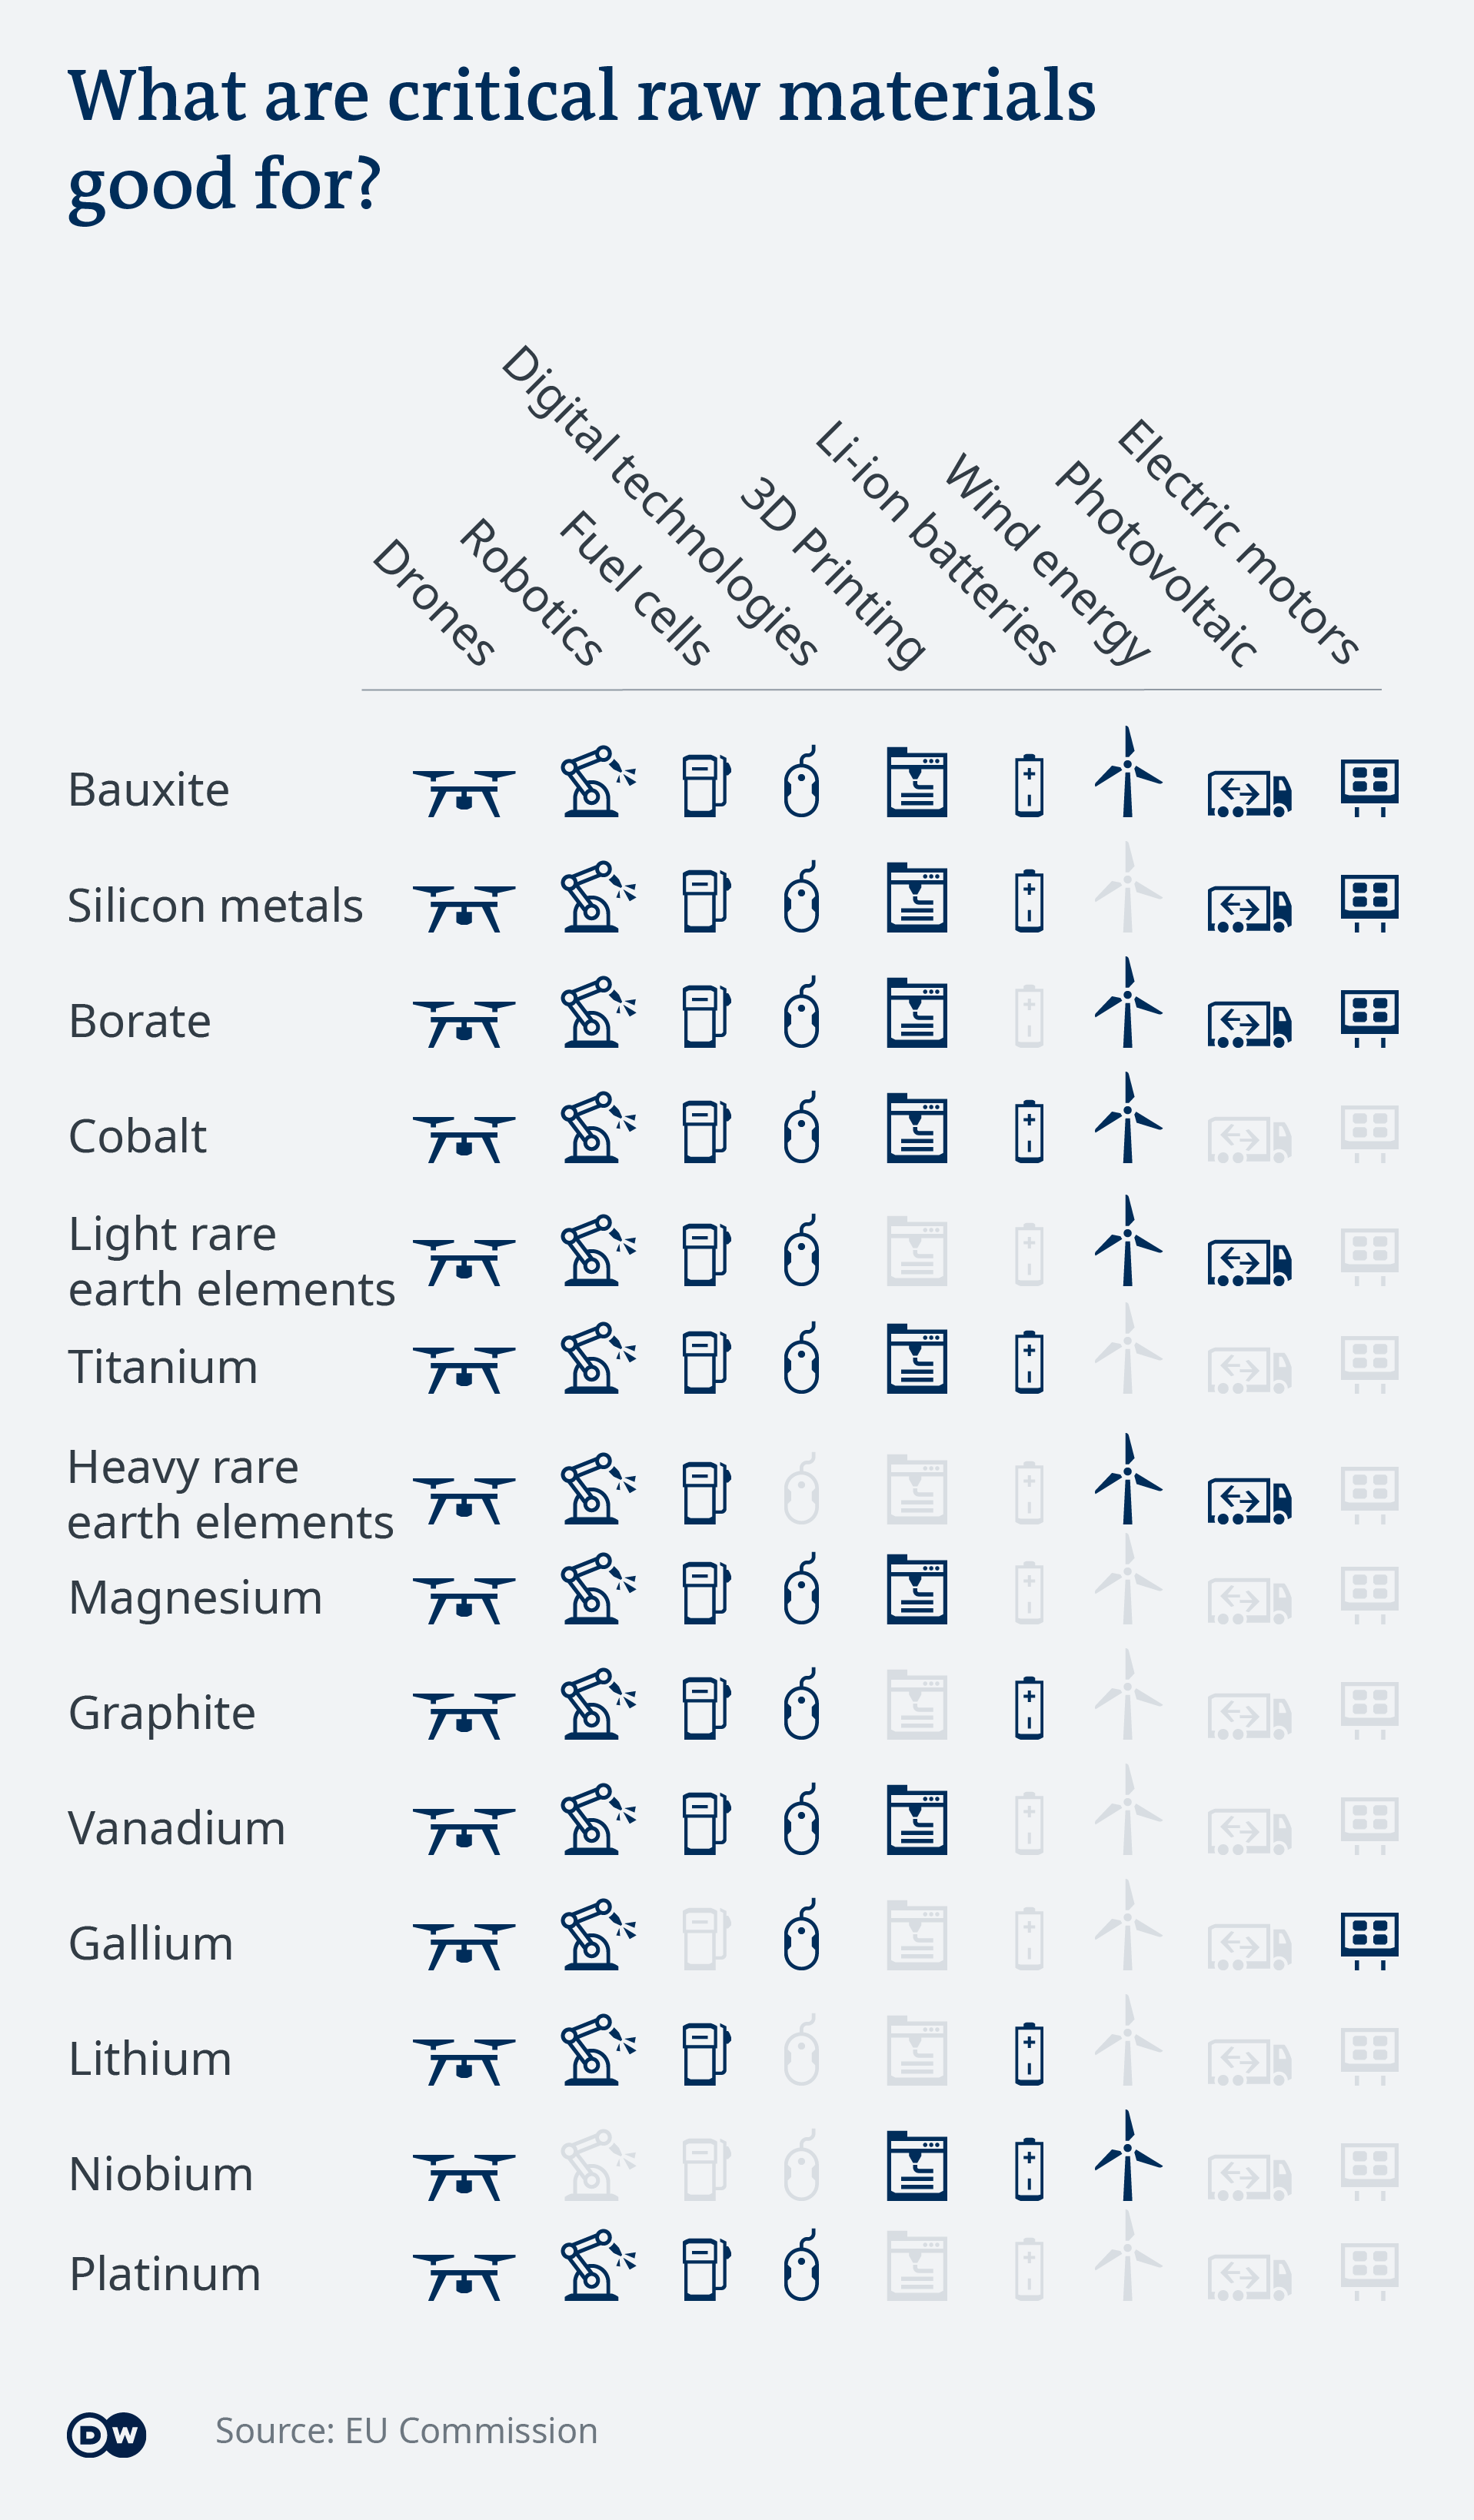 What are critical raw materials
good for?
Drones
Robotics
Fuel cells
Digital technologies
3D Printing
Li-ion batteries
Wind energy
Photovoltaic
Electric motors
Bauxite
Silicon metals
Borate
Cobalt
Light rare
earth elements
Titanium
Heavy rare
earth elements
Magnesium
Graphite
Vanadium
Gallium
Lithium
Niobium
Platinum
DW
Source: EU Commission